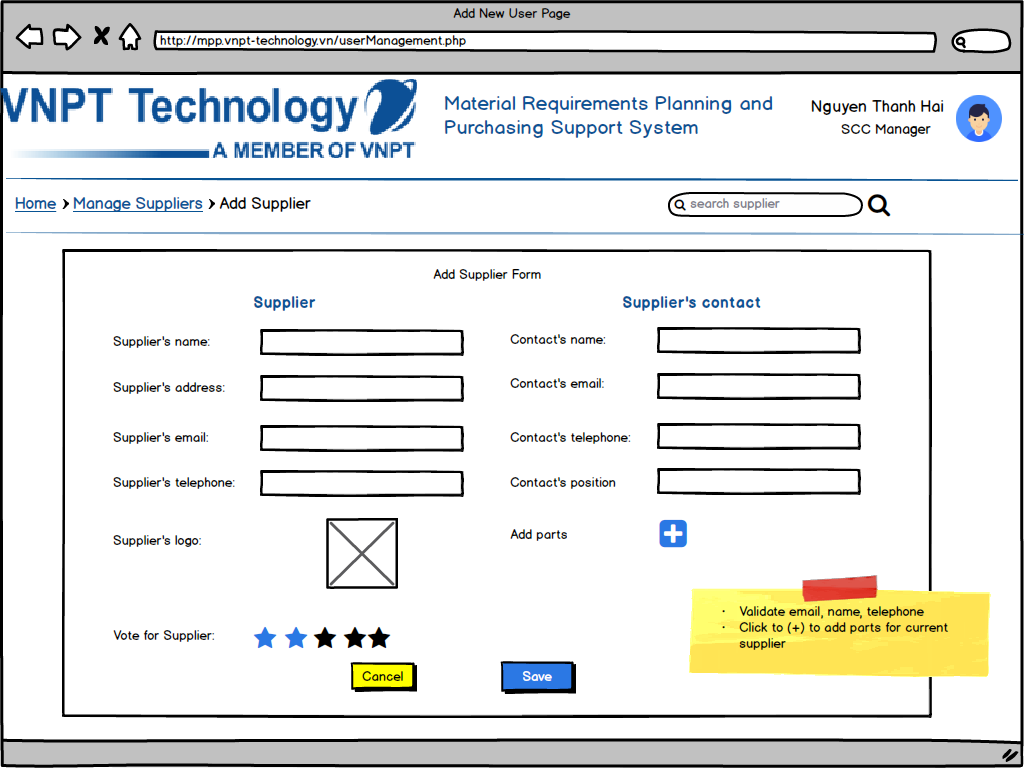 Add New User Page
http://mpp.vnpt-technology.vn/userManagement.php
VNPT Technology
A MEMBER OF VNPT
Material Requirements Planning and
Purchasing Support System
Nguyen Thanh Hai
SCC Manager
Home > Manage Suppliers > Add Supplier
search supplier
Add Supplier Form
Supplier
Supplier's contact
Supplier's name:
Contact's name:
Supplier's address:
Contact's email:
Supplier's email:
Contact's telephone:
Supplier's telephone:
Contact's position
Supplier's logo:
Add parts
· Validate email, name, telephone
· Click to (+) to add parts for current
supplier
Vote for Supplier:
Cancel
Save